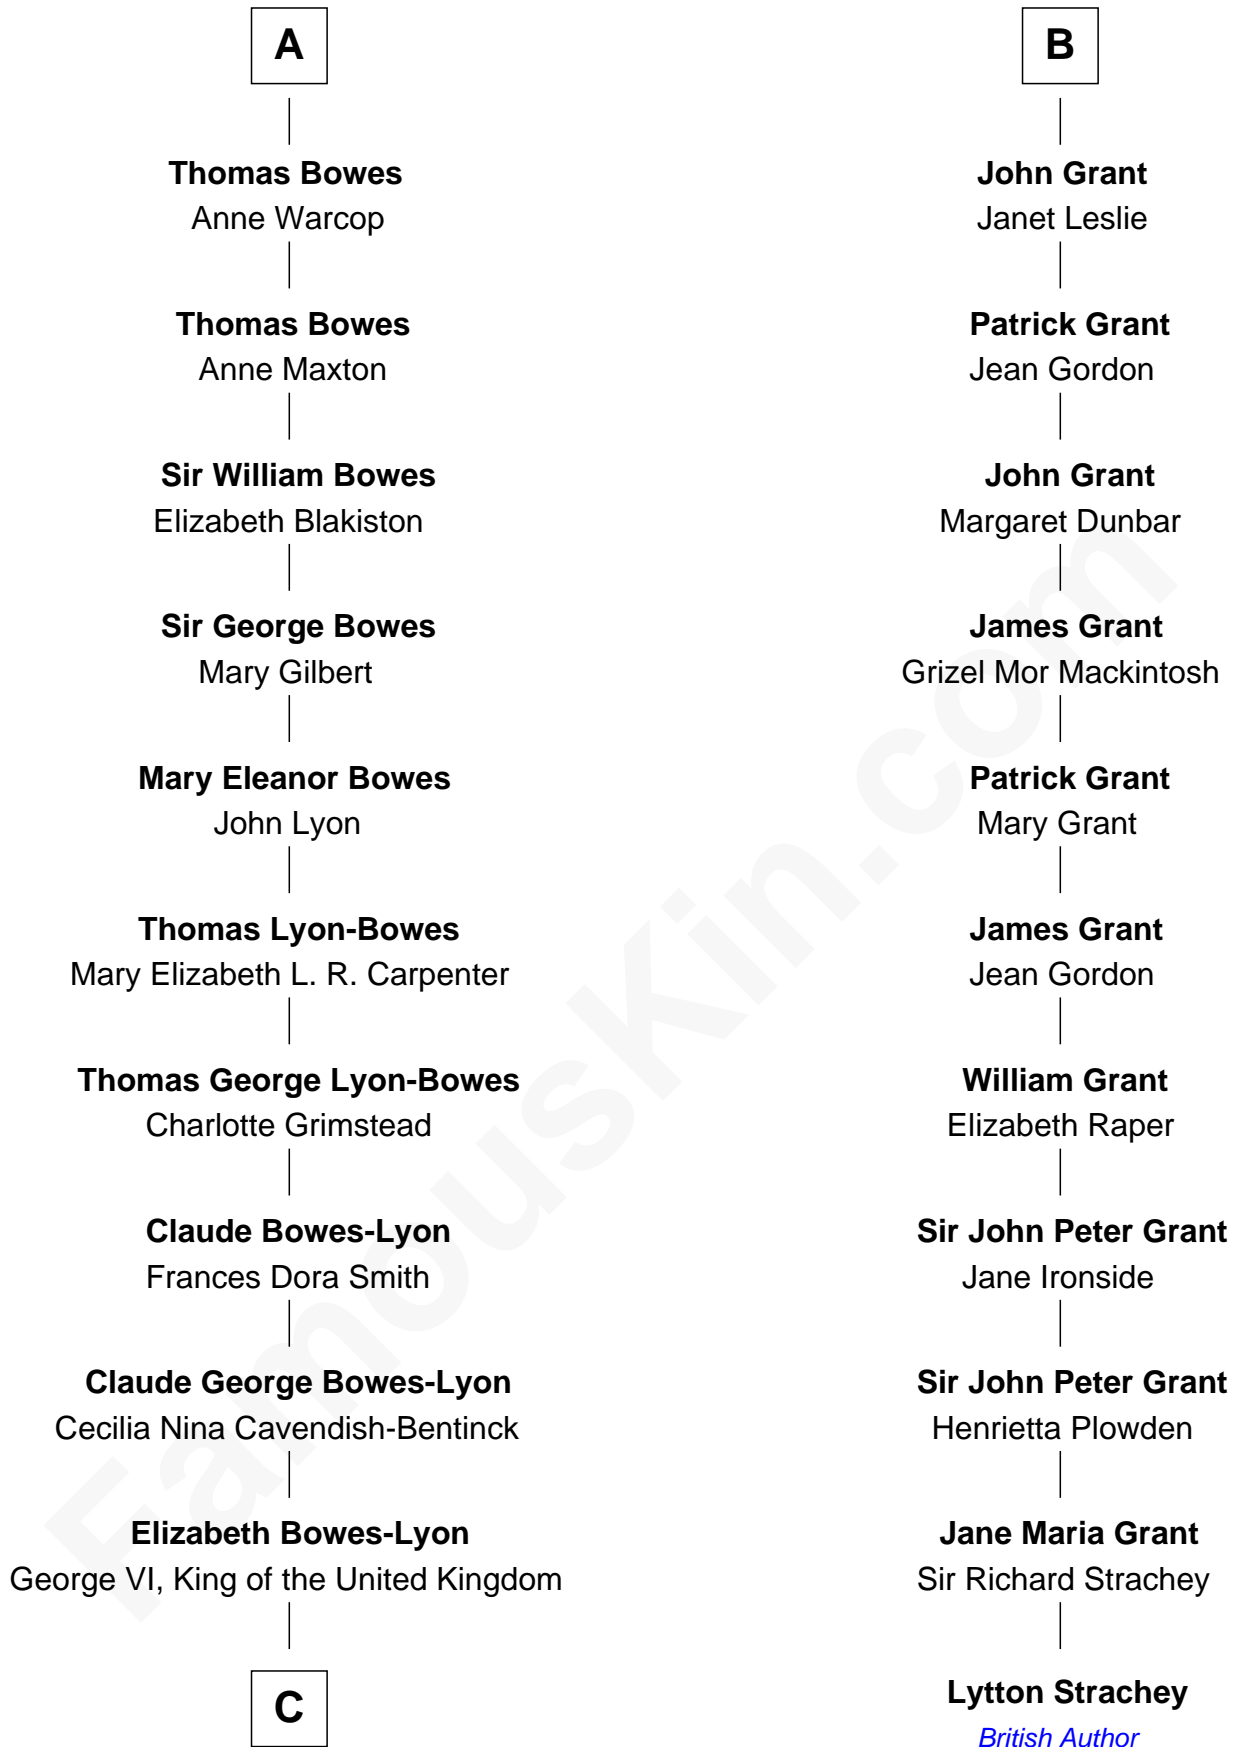 A
Thomas Bowes
Anne Warcop
Thomas Bowes
Anne Maxton
Sir William Bowes
Elizabeth Blakiston
Sir George Bowes
Mary Gilbert
Mary Eleanor Bowes
John Lyon
Thomas Lyon-Bowes
Mary Elizabeth L. R. Carpenter
Thomas George Lyon-Bowes
Charlotte Grimstead
Claude Bowes-Lyon
Frances Dora Smith
Claude George Bowes-Lyon
Cecilia Nina Cavendish-Bentinck
Elizabeth Bowes-Lyon
George VI, King of the United Kingdom
C
B
John Grant
Janet Leslie
Patrick Grant
Jean Gordon
John Grant
Margaret Dunbar
James Grant
Grizel Mor Mackintosh
Patrick Grant
Mary Grant
James Grant
Jean Gordon
William Grant
Elizabeth Raper
Sir John Peter Grant
Jane Ironside
Sir John Peter Grant
Henrietta Plowden
Jane Maria Grant
Sir Richard Strachey
Lytton Strachey
British Author
FamousKin.com